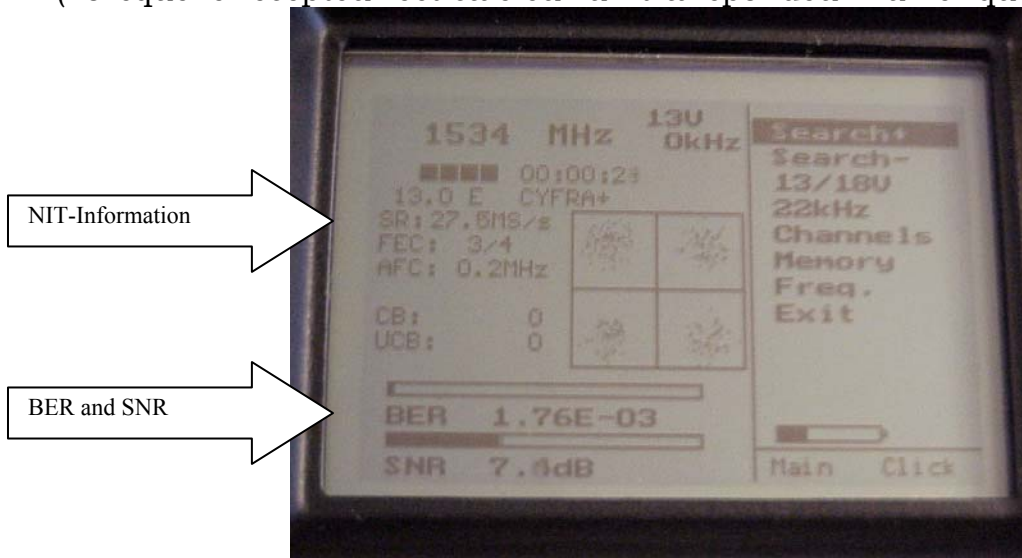 1534 MHz 13V 0kHz
00:00:2
13.0 E CYFRA+
NIT-Information
SR: 27.5MS/s
FEC: 3/4
AFC: 0.2MHz
CB: 0
UCB: 0
BER and SNR
BER 1.76E-03
SNR 7. dB
Search+
Search-
13/18V
22kHz
Channels
Memory
Freq.
Exit
Main Click